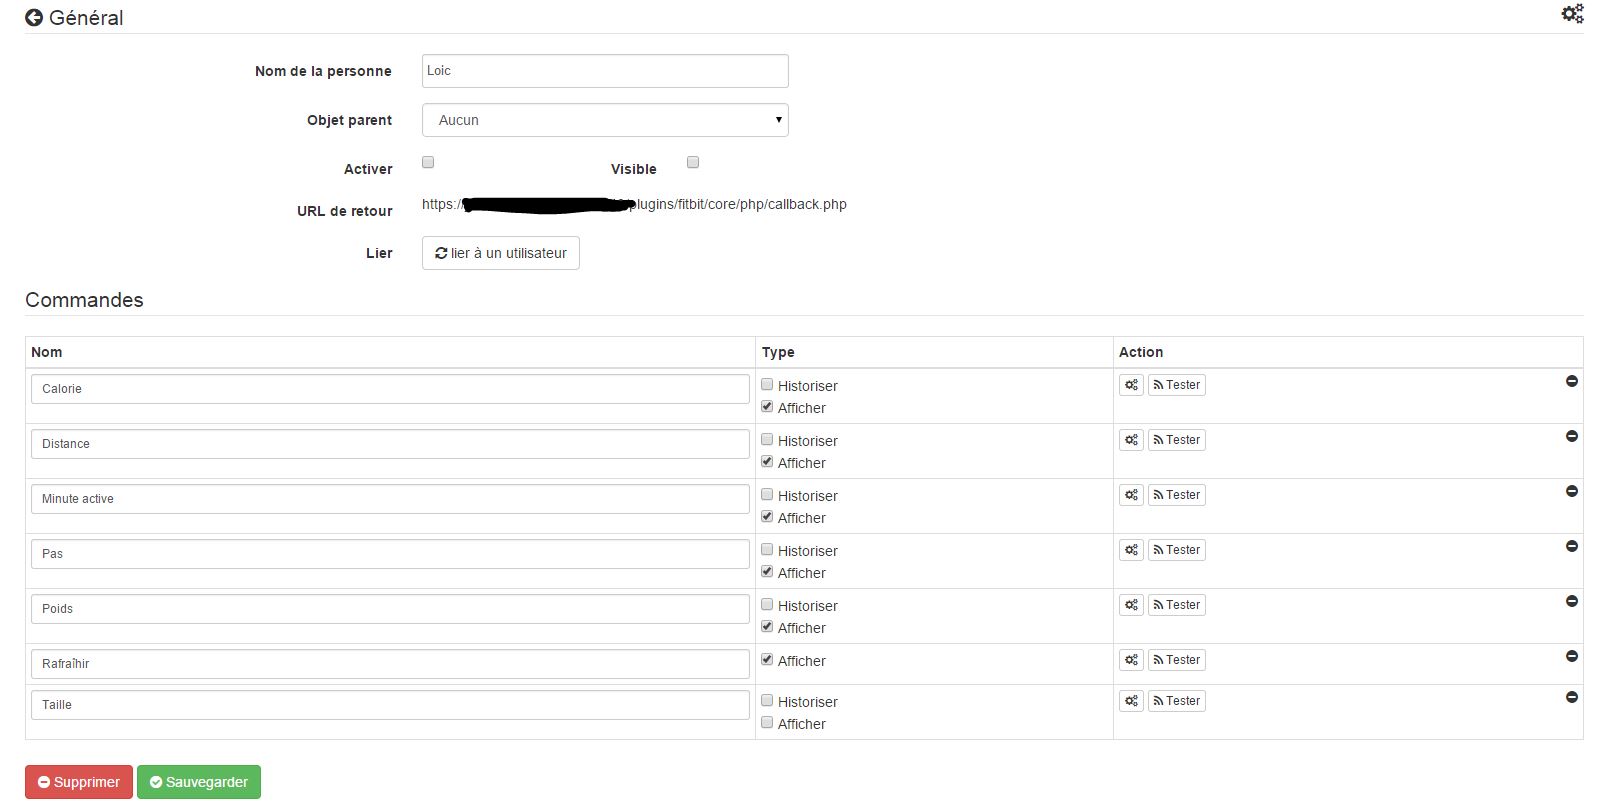 Général
Nom de la personne Loic
Objet parent Aucun
Activer Visible
URL de retour https:/ plugins/fitbit/core/php/callback.php
Lier lier à un utilisateur
Commandes
Nom Type Action
Calorie Historiser Tester
Afficher
Distance Historiser Tester
Afficher
Minute active Historiser Tester
Afficher
Pas Historiser Tester
Afficher
Poids Historiser Tester
Afficher
Rafraîhir Afficher Tester
Taille Historiser Tester
Afficher
Supprimer Sauvegarder